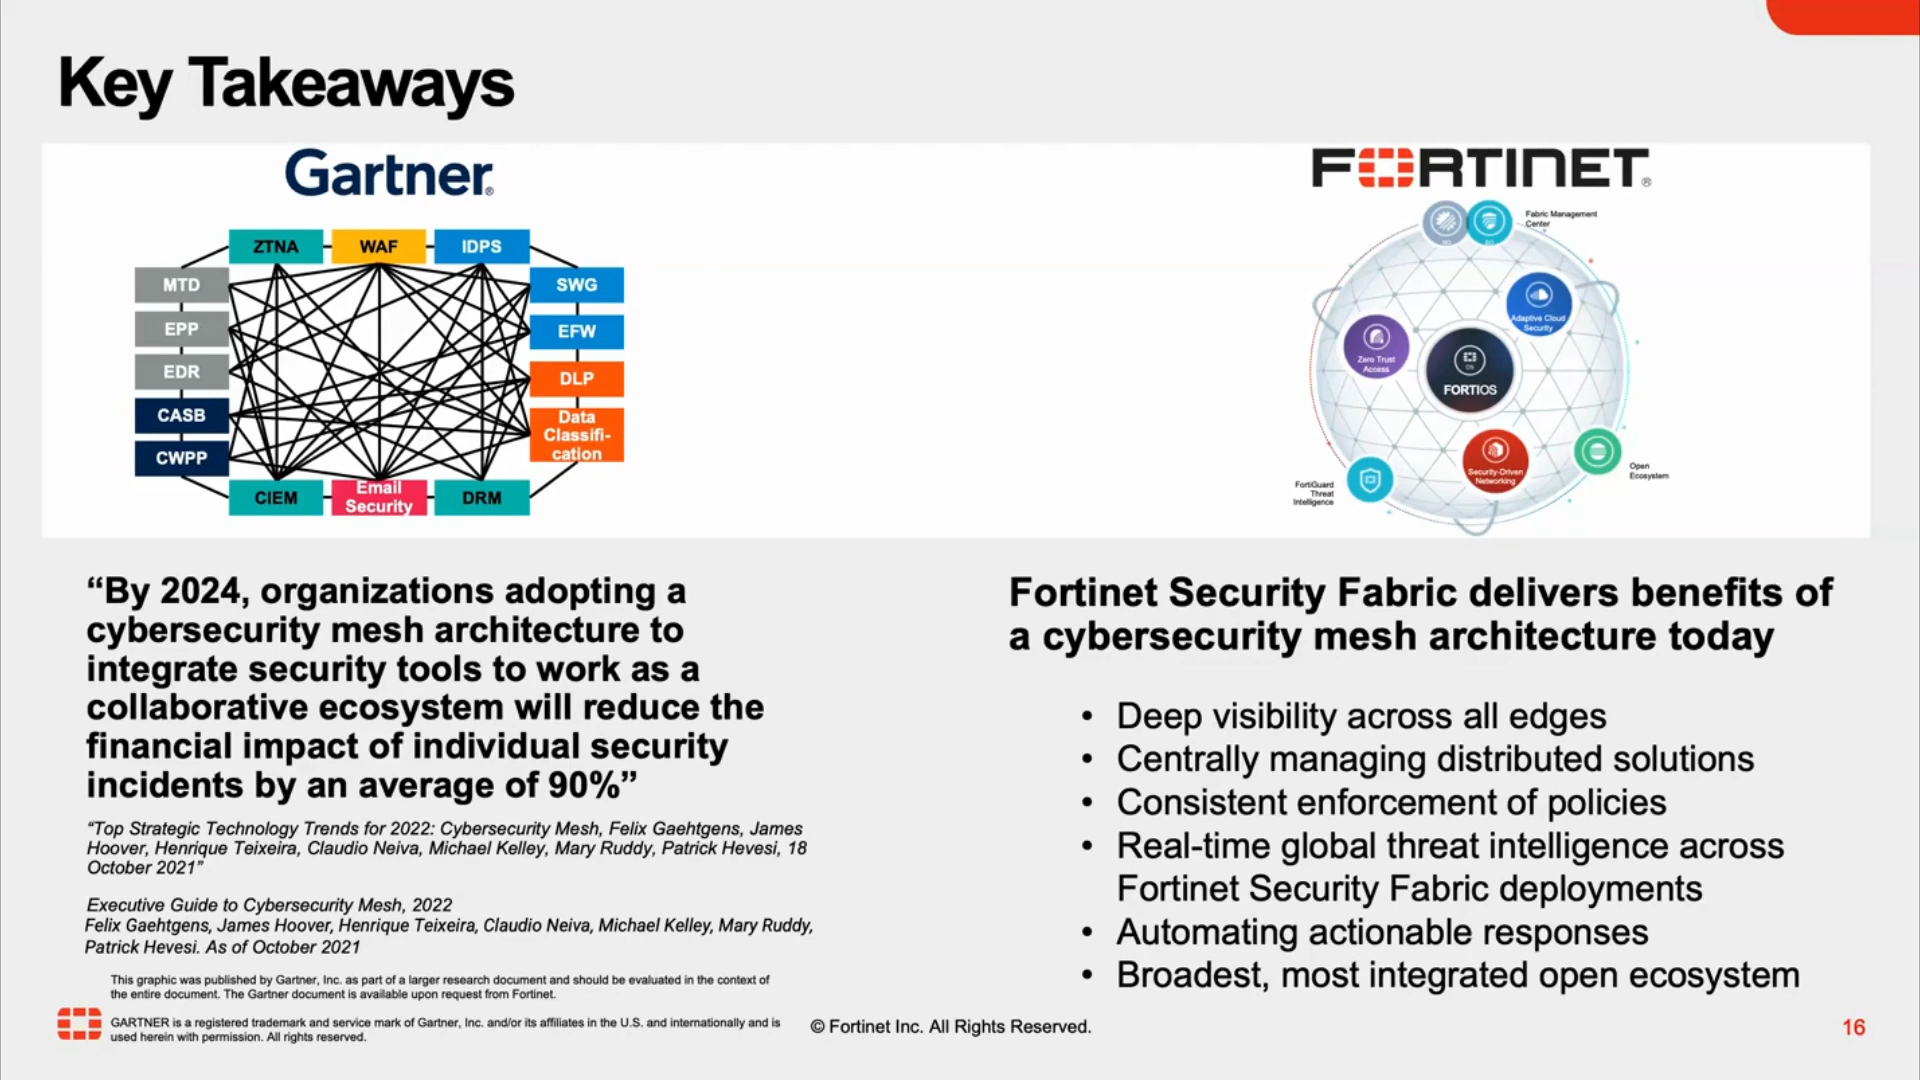 Key Takeaways
Gartner®
ZTNA
WAF
IDPS
MTD
EPP
EDR
CASB
CWPP
SWG
EFW
DLP
Data
Classifi-
cation
CIEM
Email
Security
DRM
FORTINET®
Fabric Management
Center
Adaptive Cloud
Security
Zero Trust
Access
FORTIOS
Security-Driven
Networking
Open
Ecosystem
FortiGuard
Threat
Intelligence
“By 2024, organizations adopting a
cybersecurity mesh architecture to
integrate security tools to work as a
collaborative ecosystem will reduce the
financial impact of individual security
incidents by an average of 90%”
“Top Strategic Technology Trends for 2022: Cybersecurity Mesh, Felix Gaehtgens, James
Hoover, Henrique Teixeira, Claudio Neiva, Michael Kelley, Mary Ruddy, Patrick Hevesi, 18
October 2021”
Executive Guide to Cybersecurity Mesh, 2022
Felix Gaehtgens, James Hoover, Henrique Teixeira, Claudio Neiva, Michael Kelley, Mary Ruddy,
Patrick Hevesi. As of October 2021
This graphic was published by Gartner, Inc. as part of a larger research document and should be evaluated in the context of
the entire document. The Gartner document is available upon request from Fortinet.
GARTNER is a registered trademark and service mark of Gartner, Inc. and/or its affiliates in the U.S. and internationally and is
used herein with permission. All rights reserved.
Fortinet Security Fabric delivers benefits of
a cybersecurity mesh architecture today
• Deep visibility across all edges
• Centrally managing distributed solutions
• Consistent enforcement of policies
• Real-time global threat intelligence across
Fortinet Security Fabric deployments
• Automating actionable responses
• Broadest, most integrated open ecosystem
© Fortinet Inc. All Rights Reserved.
16